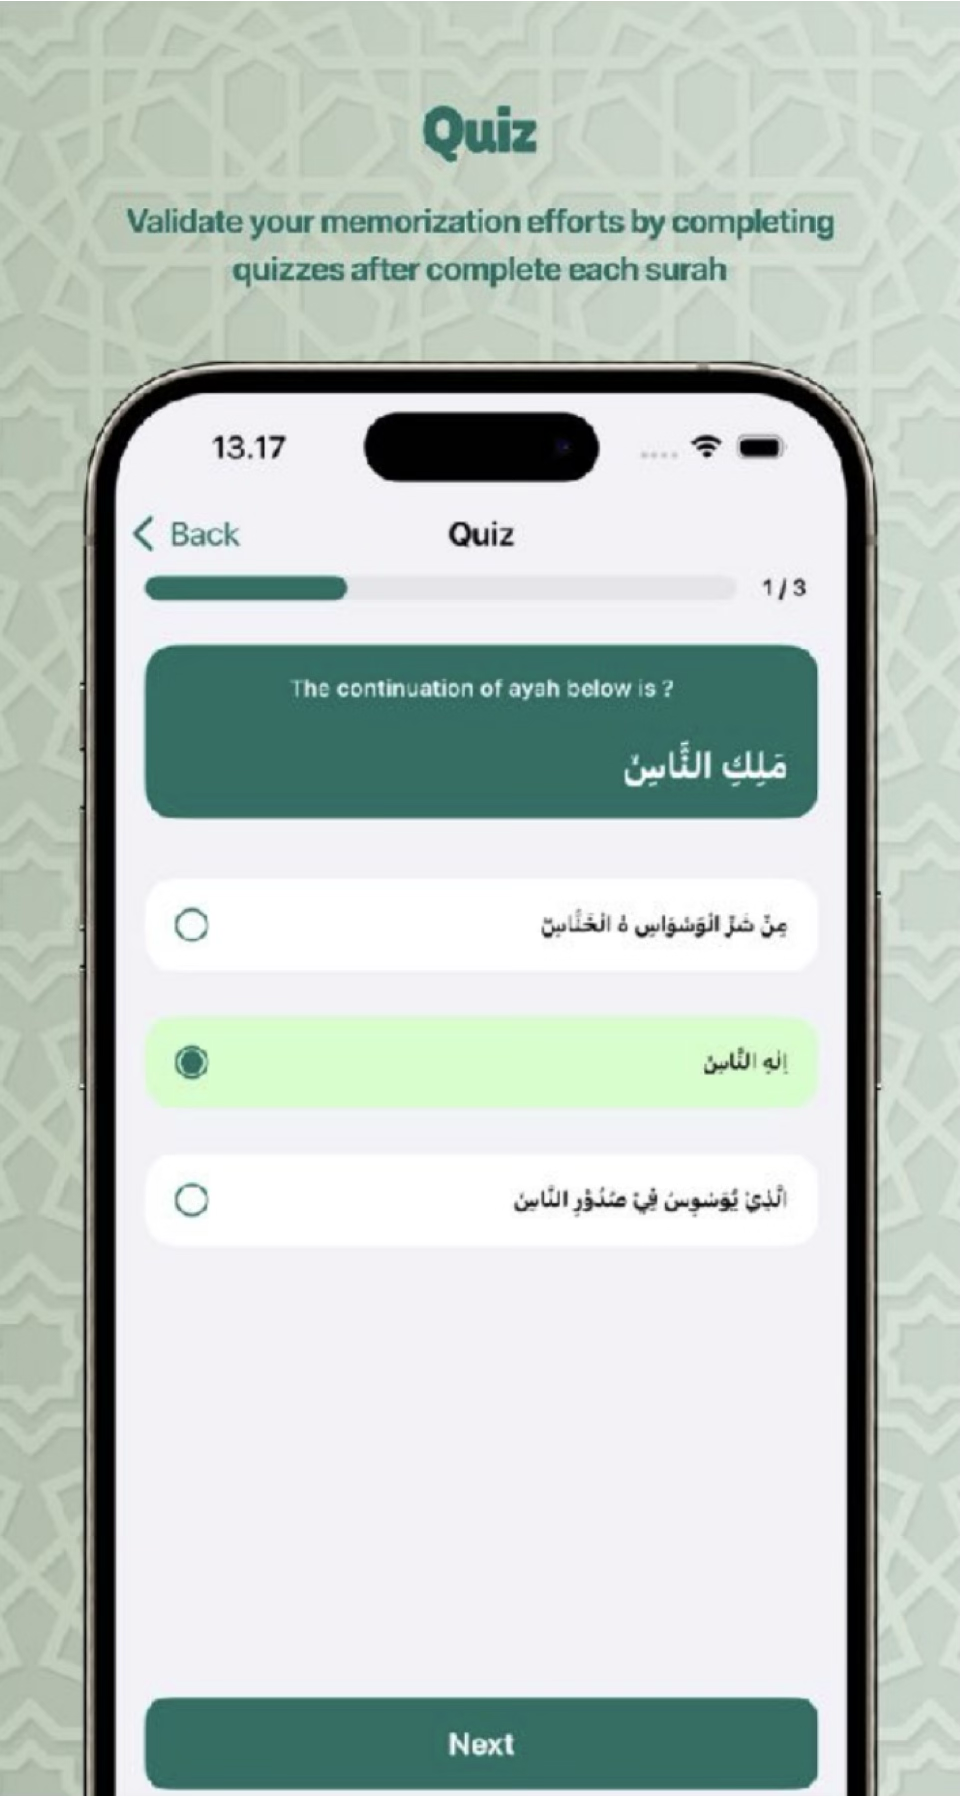 Quiz
Validate your memorization efforts by completing
quizzes after complete each surah
13.17
Back
Quiz
1 / 3
The continuation of ayah below is ?
مَلِكِ النَّاسِۙ
مِنْ شَرِّ الْوَسْوَاسِ ەۙ الْخَنَّاسِۖ
اِلٰهِ النَّاسِۙ
الَّذِيْ يُوَسْوِسُ فِيْ صُدُوْرِ النَّاسِۙ
Next